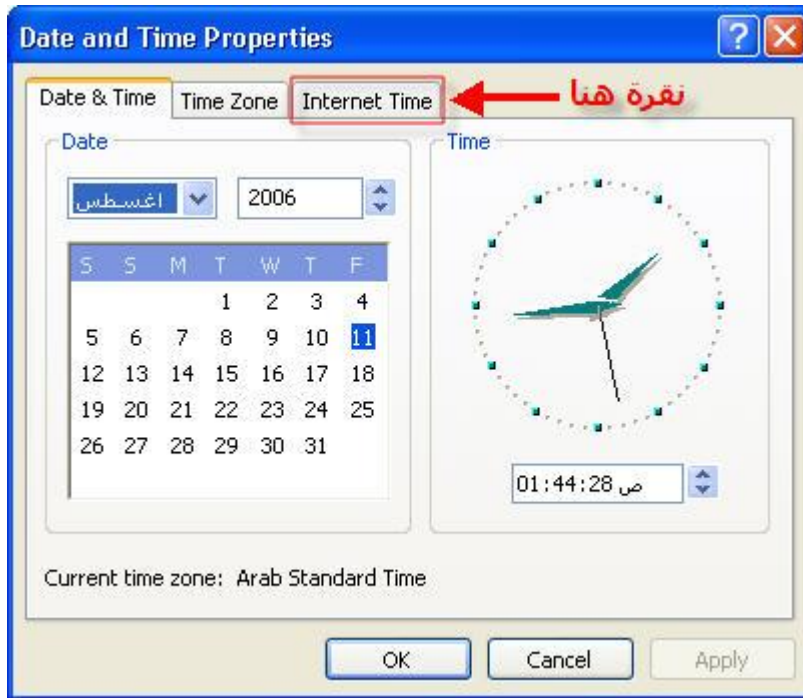 Date and Time Properties
Date & Time Time Zone Internet Time نقرة هنا
Date Time
اغسطس 2006
S S M T W T F
1 2 3 4
5 6 7 8 9 10 11
12 13 14 15 16 17 18
19 20 21 22 23 24 25
26 27 28 29 30 31
01:44:28 ص
Current time zone: Arab Standard Time
OK Cancel Apply